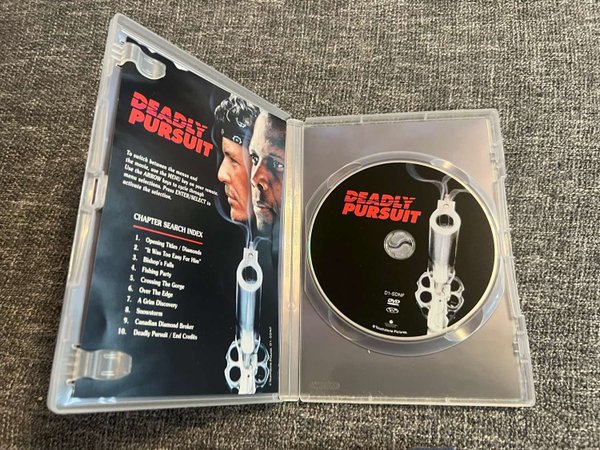 DEADLY
PURSUIT
To switch between the menus and
the movie, use the MENU key on your remote.
Use the ARROW keys to cycle through
menu selections. Press ENTER/SELECT to
activate the selection.
CHAPTER SEARCH INDEX
1. Opening Titles / Diamonds
2. "It Was Too Easy For Him"
3. Bishop's Falls
4. Fishing Party
5. Crossing The Gorge
6. Over The Edge
7. A Grim Discovery
8. Snowstorm
9. Canadian Diamond Broker
10. Deadly Pursuit / End Credits
DEADLY
PURSUIT
D1-SDNF
DVD